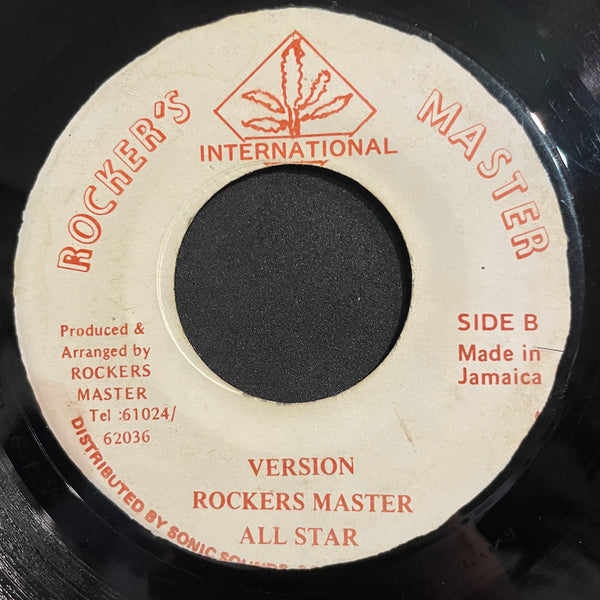 ROCKER'S
INTERNATIONAL
MASTER
SIDE B
Made in
Jamaica
Produced &
Arranged by
ROCKERS
MASTER
Tel :61024/
62036
DISTRIBUTED BY SONIC SOUNDS
VERSION
ROCKERS MASTER
ALL STAR